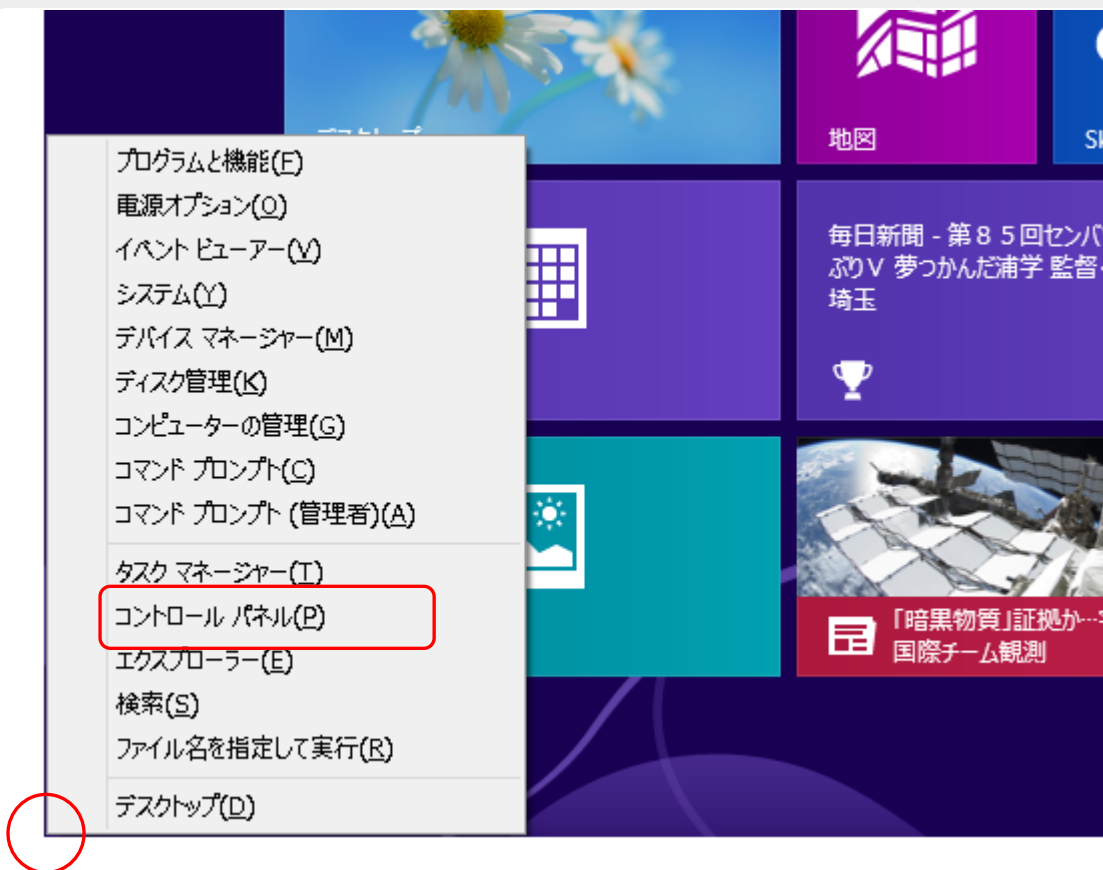 地図
プログラムと機能(F)
電源オプション(O)
イベント ビューアー(V)
システム(Y)
デバイス マネージャー(M)
ディスク管理(K)
コンピューターの管理(G)
コマンド プロンプト(C)
コマンド プロンプト (管理者)(A)
タスク マネージャー(T)
コントロール パネル(P)
エクスプローラー(E)
検索(S)
ファイル名を指定して実行(R)
デスクトップ(D)
毎日新聞 - 第８５回センバ
ぶりＶ 夢つかんだ浦学 監督
埼玉
「暗黒物質」証拠か…
国際チーム観測